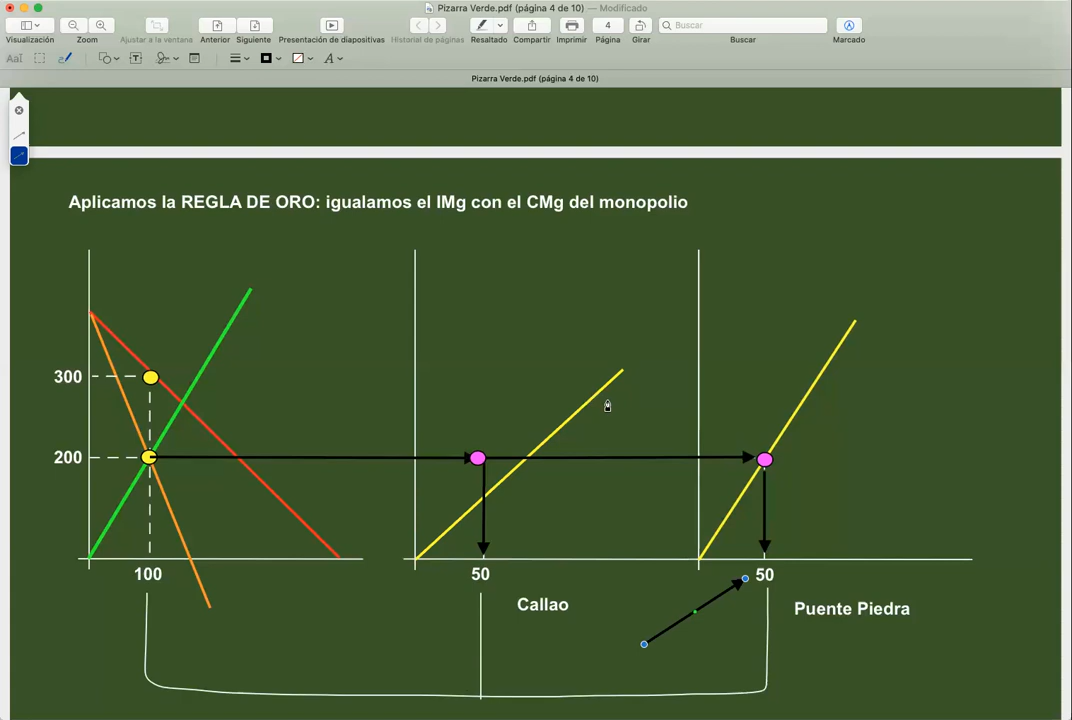 Pizarra Verde.pdf (página 4 de 10) — Modificado
4
Buscar
Visualización
Zoom
Ajustar a la ventana
Anterior
Siguiente
Presentación de diapositivas
Historial de páginas
Resaltado
Compartir
Imprimir
Página
Girar
Buscar
Marcado
AaI
T
A
Pizarra Verde.pdf (página 4 de 10)
Aplicamos la REGLA DE ORO: igualamos el IMg con el CMg del monopolio
300
200
100
50
50
Callao
Puente Piedra